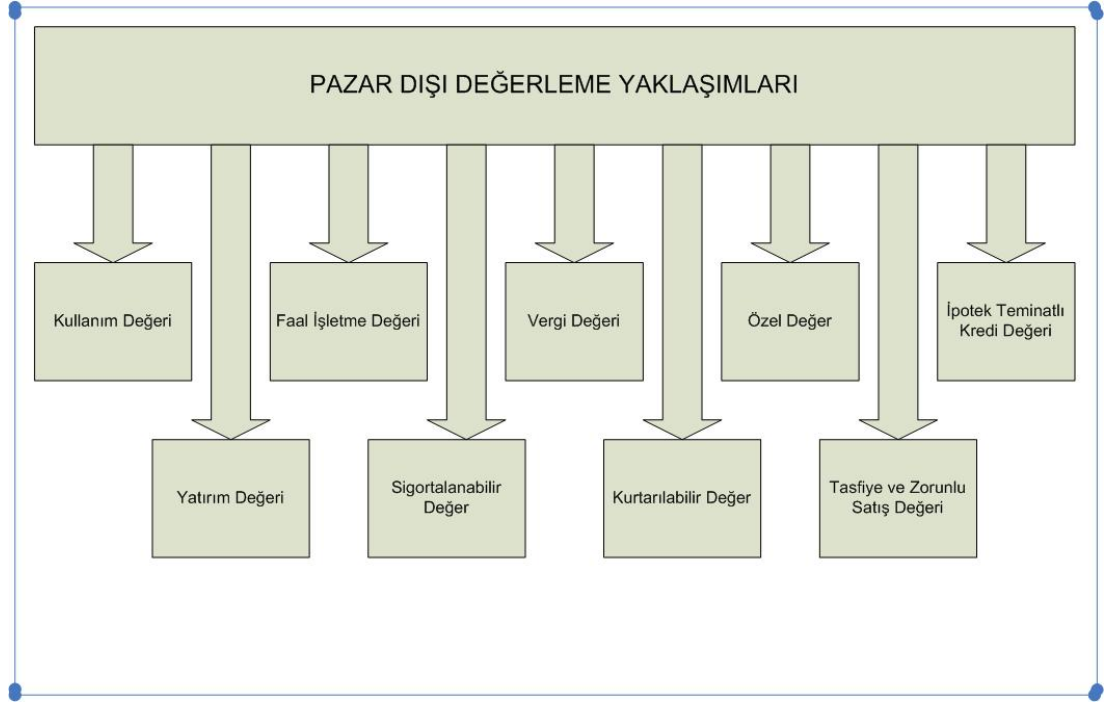 PAZAR DIŞI DEĞERLEME YAKLAŞIMLARI
Kullanım Değeri
Faal İşletme Değeri
Vergi Değeri
Özel Değer
İpotek Teminatlı
Kredi Değeri
Yatırım Değeri
Sigortalanabilir
Değer
Kurtarılabilir Değer
Tasfiye ve Zorunlu
Satış Değeri